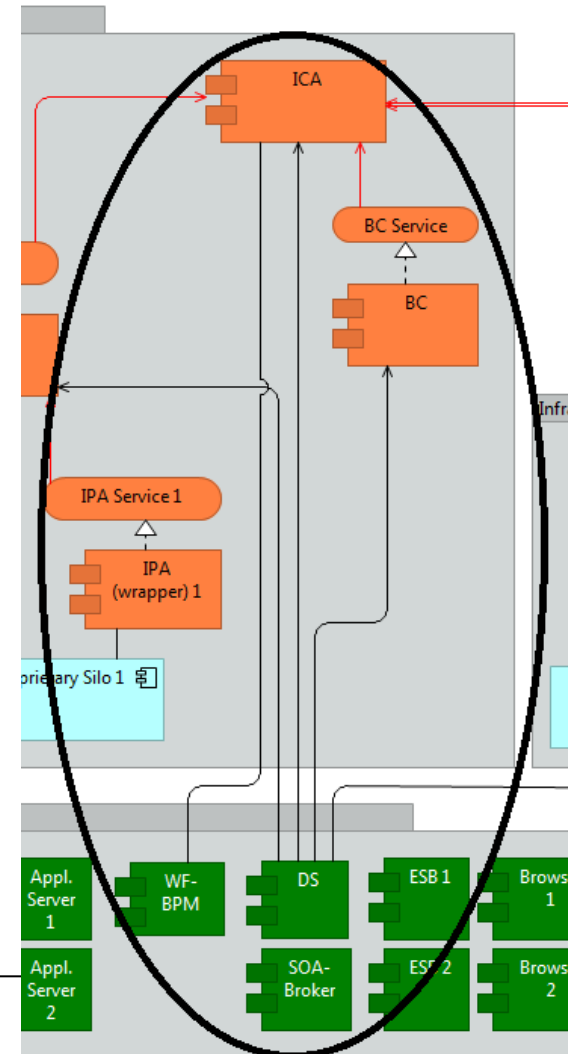 ICA
BC Service
BC
Infra
IPA Service 1
IPA
(wrapper) 1
prietary Silo 1
Appl.
Server
1
WF-
BPM
DS
ESB 1
Brows
1
Appl.
Server
2
SOA-
Broker
ESB 2
Brows
2